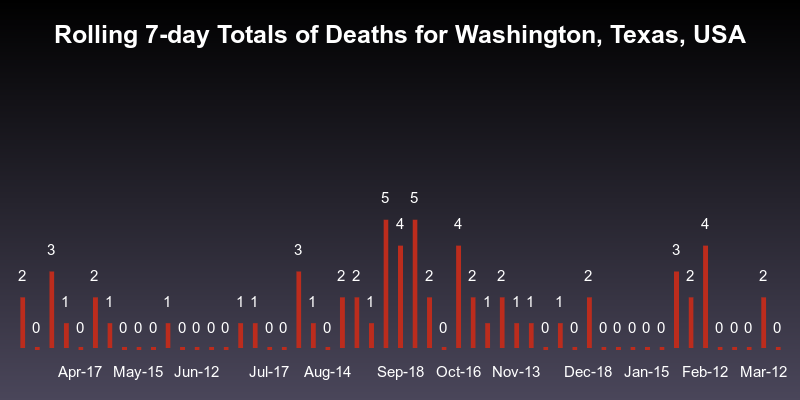 Rolling 7-day Totals of Deaths for Washington, Texas, USA
5 5
4 4 4
3 3 3
2 2 2 2 2 2 2 2 2 2
1 1 1 1 1 1 1 1 1 1 1
0 0 0 0 0 0 0 0 0 0 0 0 0 0 0 0 0 0 0 0 0 0 0 0
Apr-17 May-15 Jun-12 Jul-17 Aug-14 Sep-18 Oct-16 Nov-13 Dec-18 Jan-15 Feb-12 Mar-12